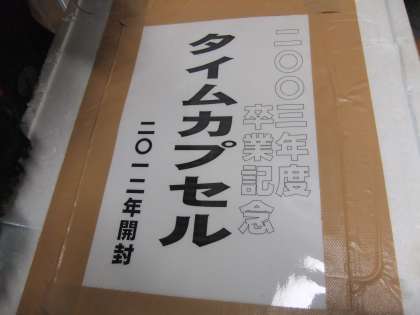 二〇〇三年度
卒業記念
タイムカプセル
二〇一二年開封